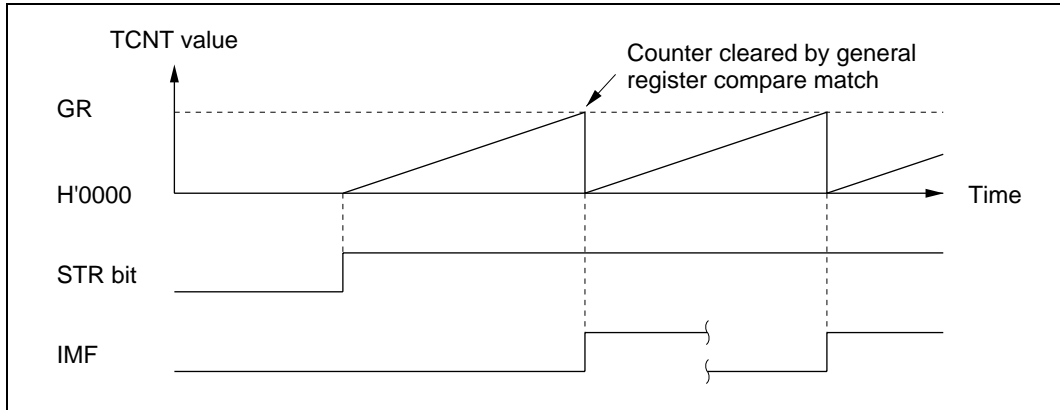 TCNT value
Counter cleared by general
register compare match
GR
H'0000
Time
STR bit
IMF